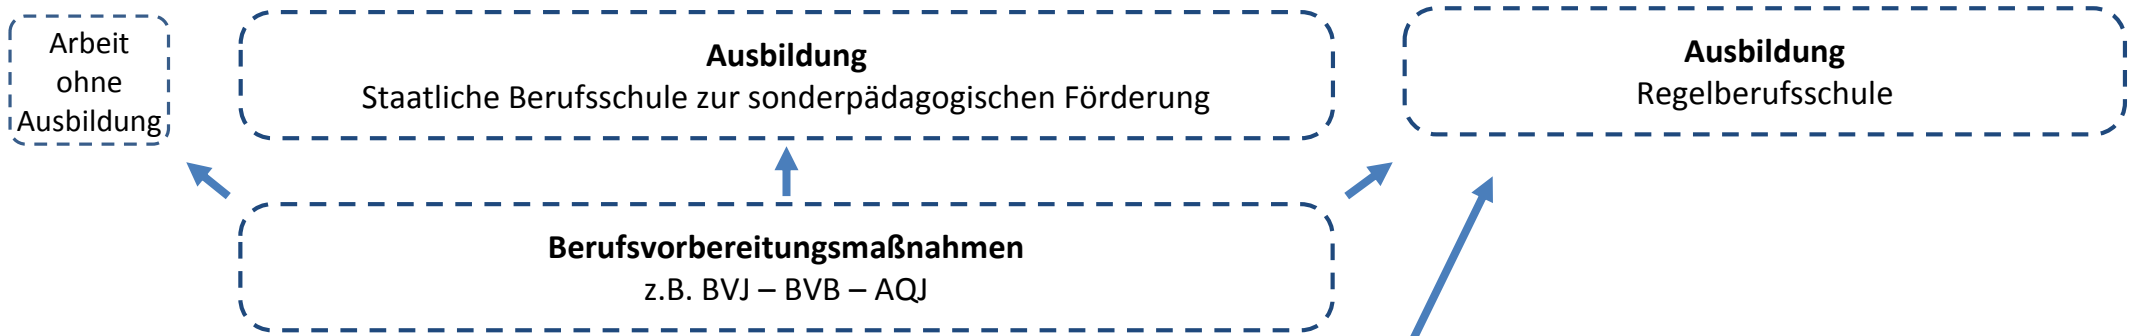 Arbeit
ohne
Ausbildung
Ausbildung
Staatliche Berufsschule zur sonderpädagogischen Förderung
Ausbildung
Regelberufsschule
Berufsvorbereitungsmaßnahmen
z.B. BVJ – BVB – AQJ